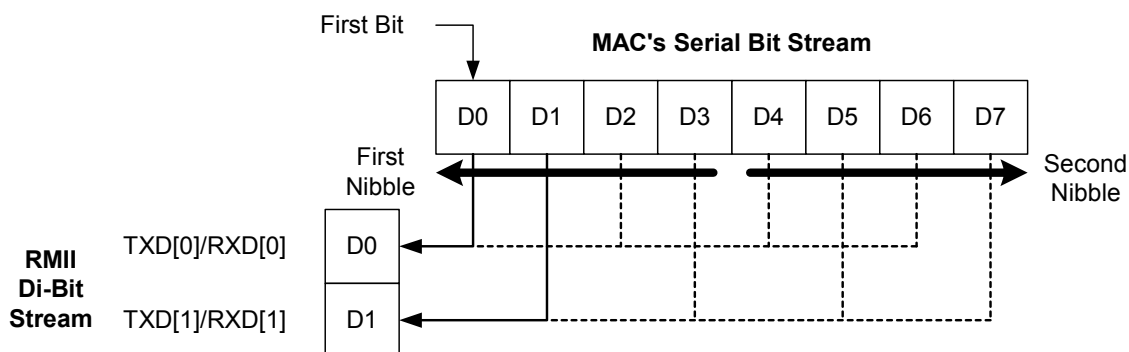 First Bit
MAC's Serial Bit Stream
D0 D1 D2 D3 D4 D5 D6 D7
First
Nibble
Second
Nibble
RMII
Di-Bit
Stream
TXD[0]/RXD[0] D0
TXD[1]/RXD[1] D1